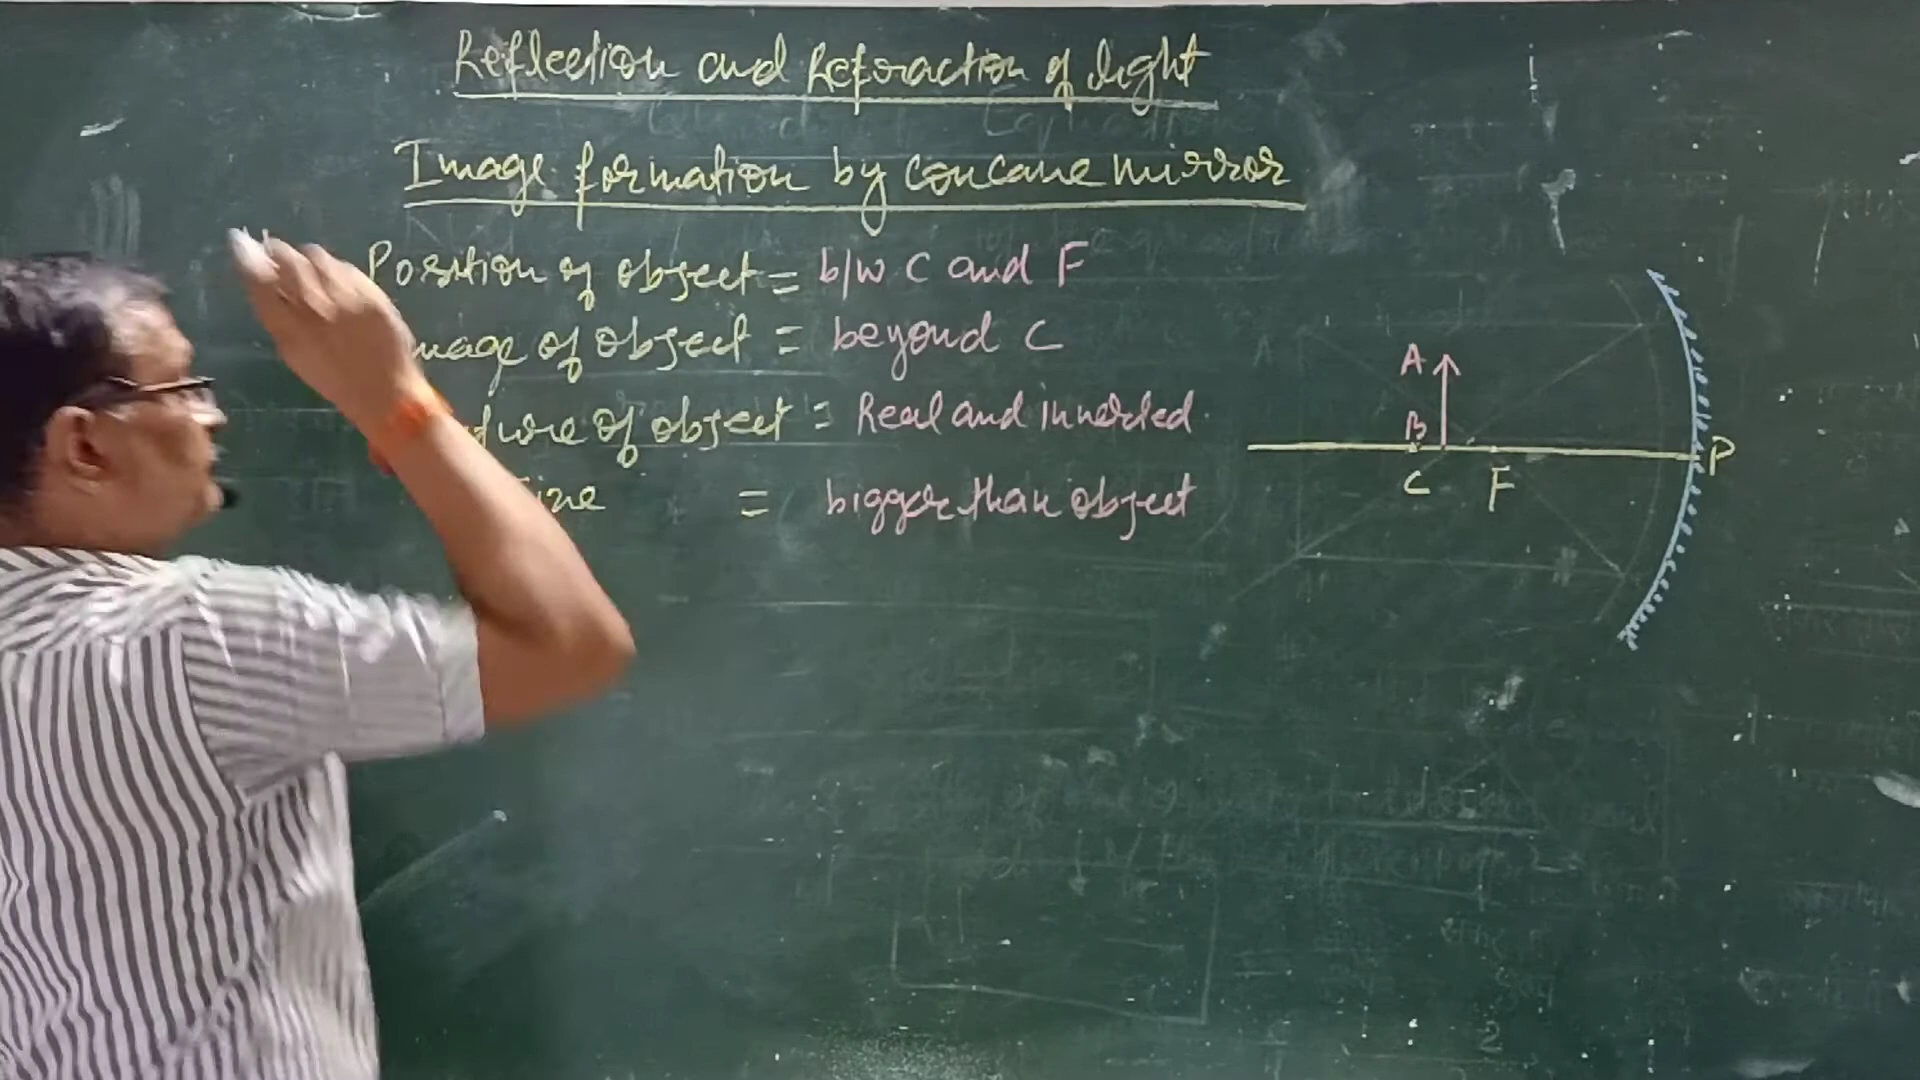 Reflection and Refraction of light
Image formation by concave mirror
Position of object = b/w C and F
mage of object = beyond C
ture of object = Real and inverted
size = bigger than object
A
B
C F
P